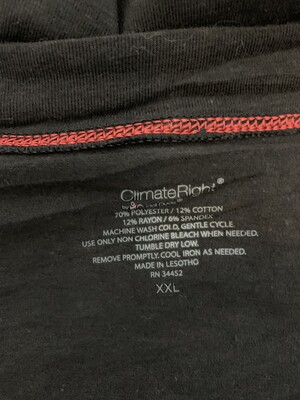 ClimateRight®
70% POLYESTER / 12% COTTON
12% RAYON / 6% SPANDEX
MACHINE WASH COLD, GENTLE CYCLE.
USE ONLY NON CHLORINE BLEACH WHEN NEEDED.
TUMBLE DRY LOW.
REMOVE PROMPTLY. COOL IRON AS NEEDED.
MADE IN LESOTHO
RN 34452
XXL